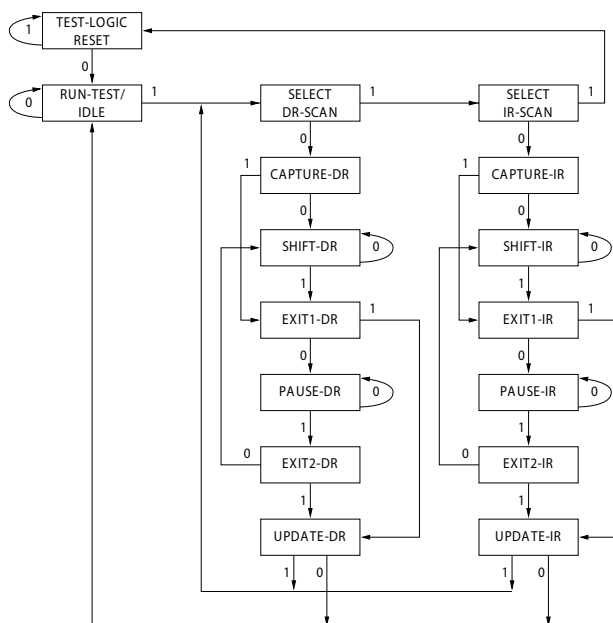 TEST-LOGIC
RESET
1
0
RUN-TEST/
IDLE
0
1
SELECT
DR-SCAN
1
SELECT
IR-SCAN
1
0
0
CAPTURE-DR
1
CAPTURE-IR
1
0
0
SHIFT-DR
0
SHIFT-IR
0
1
1
EXIT1-DR
1
EXIT1-IR
1
0
0
PAUSE-DR
0
PAUSE-IR
0
1
1
EXIT2-DR
0
EXIT2-IR
0
1
1
UPDATE-DR
UPDATE-IR
1
0
1
0